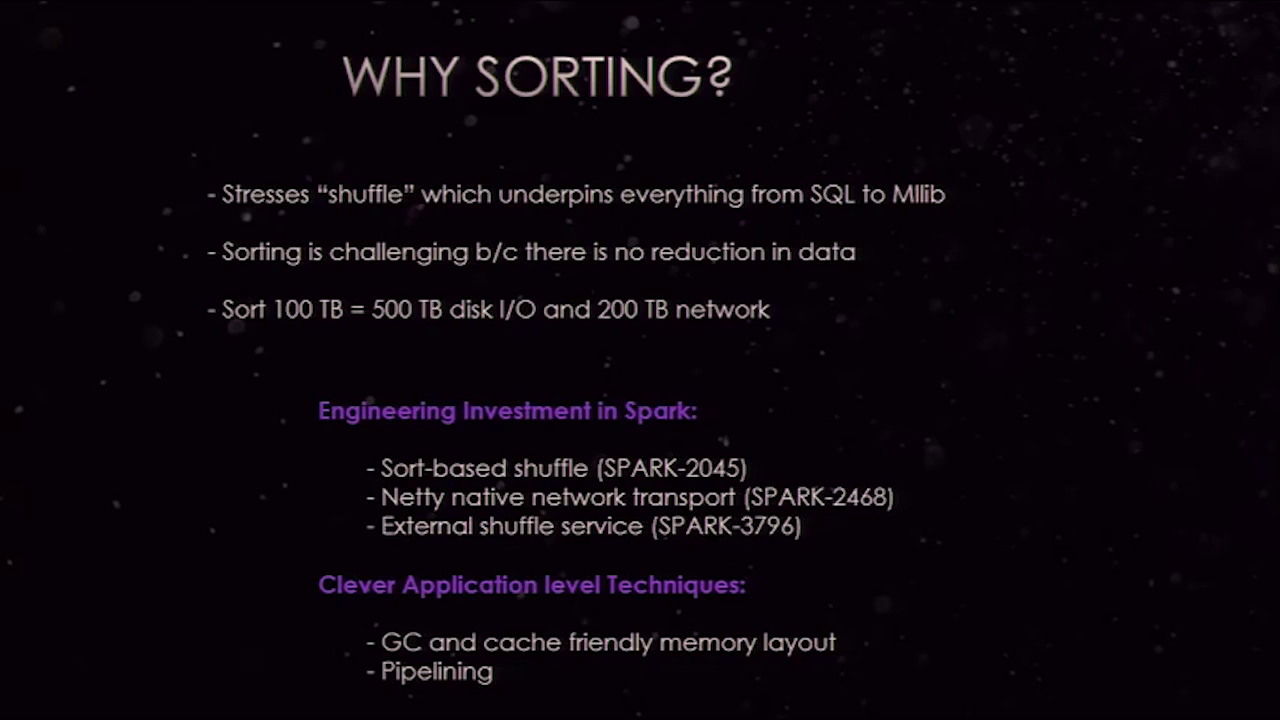 WHY SORTING?
- Stresses “shuffle” which underpins everything from SQL to Mllib
- Sorting is challenging b/c there is no reduction in data
- Sort 100 TB = 500 TB disk I/O and 200 TB network
Engineering Investment in Spark:
- Sort-based shuffle (SPARK-2045)
- Netty native network transport (SPARK-2468)
- External shuffle service (SPARK-3796)
Clever Application level Techniques:
- GC and cache friendly memory layout
- Pipelining